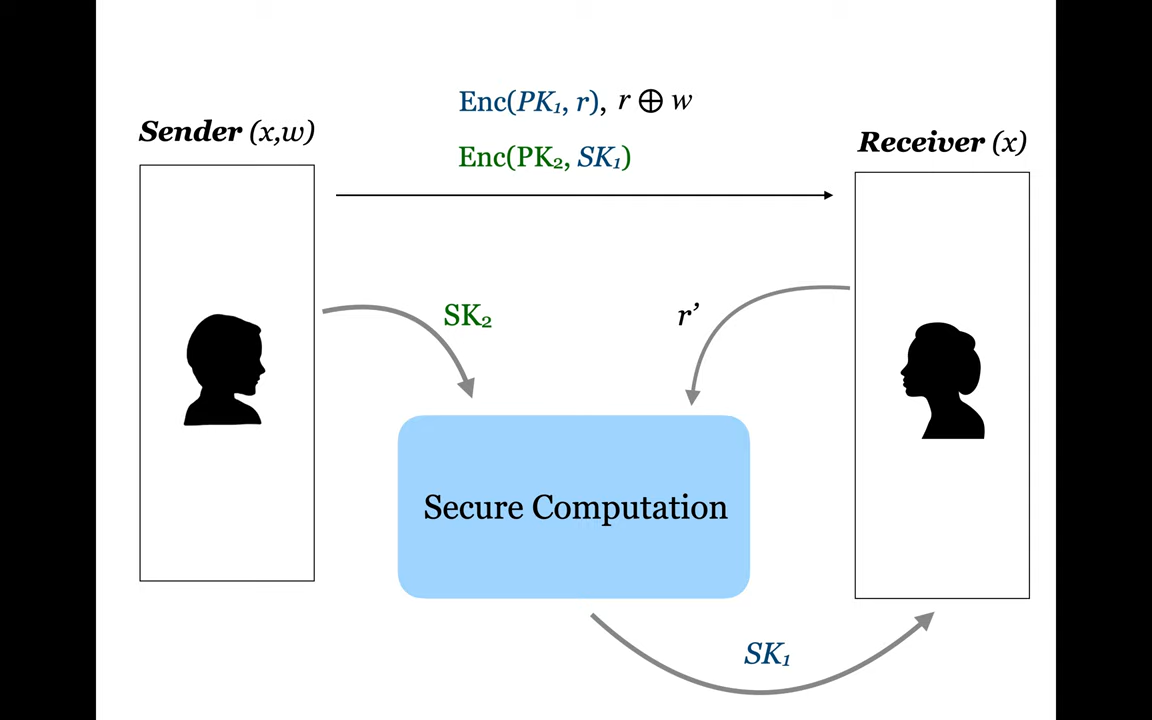 Enc(PK₁, r), r ⊕ w
Sender (x,w)
Receiver (x)
Enc(PK₂, SK₁)
SK₂
r’
Secure Computation
SK₁